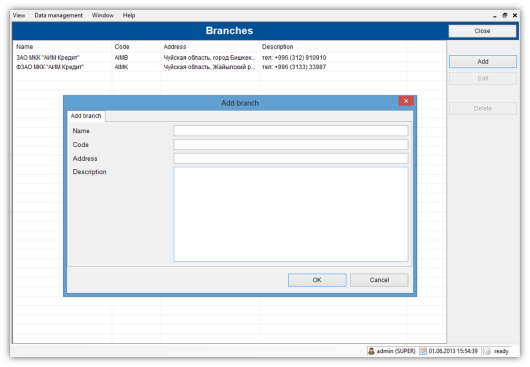 View Data management Window Help
Branches
Close
Name Code Address Description
ЗАО МКК "АИМ Кредит" AIMB Чуйская область, город Бишкек... тел: +996 (312) 910910
ФЗАО МКК "АИМ Кредит" AIMK Чуйская область, Жайылский р... тел: +996 (3133) 33987
Add
Edit
Delete
Add branch
Add branch
Name
Code
Address
Description
OK Cancel
admin (SUPER) 01.06.2013 15:54:39 ready